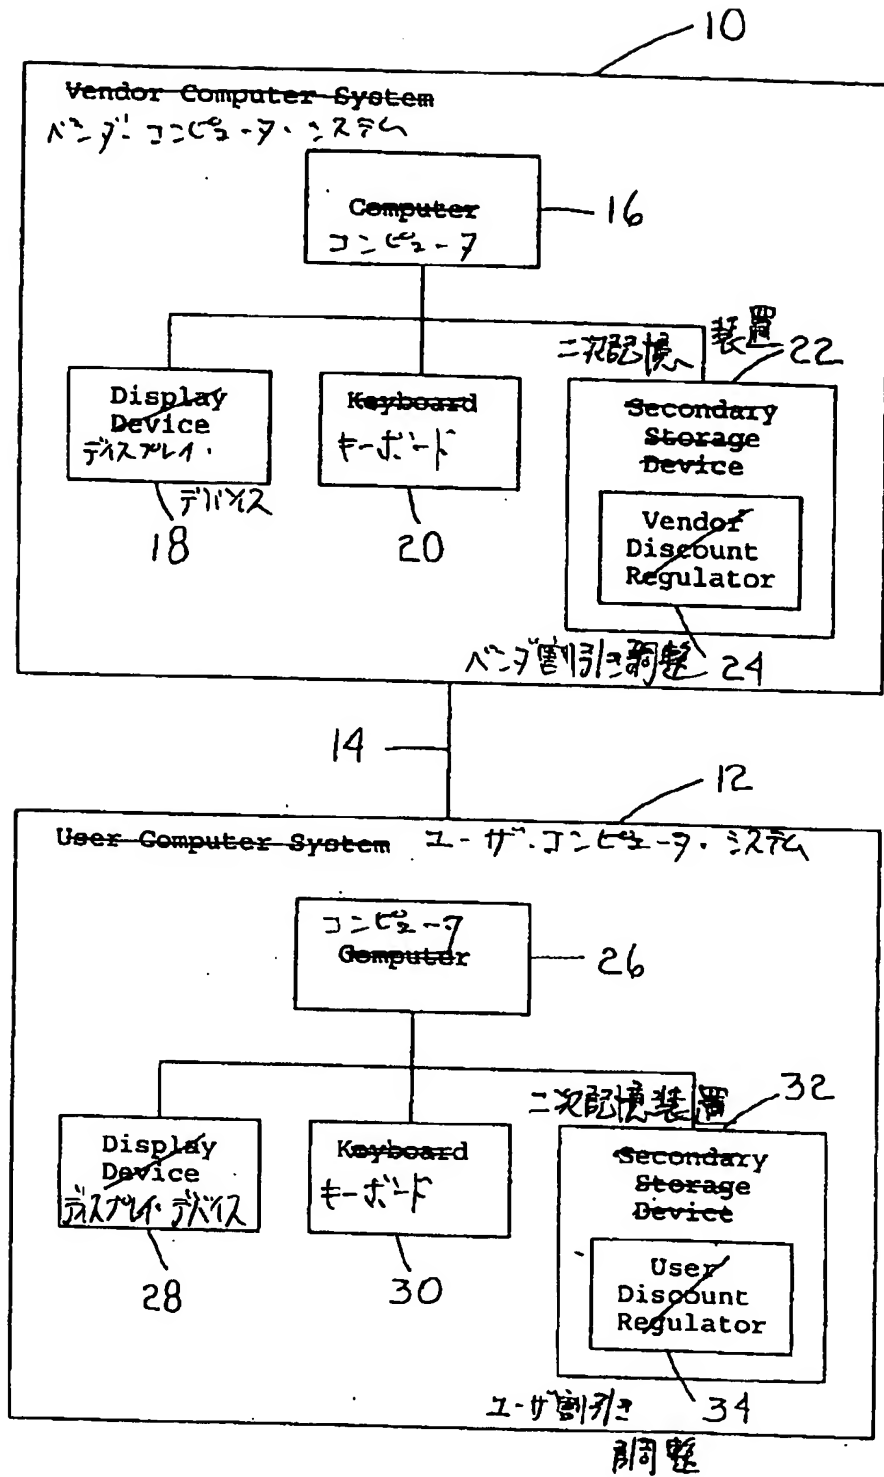 10
Vendor Computer System
ベンダ・コンピュータ・システム
Computer
コンピュータ
16
二次記憶装置
22
Display
Device
ディスプレイ・
デバイス
18
Keyboard
キーボード
20
Secondary
Storage
Device
Vendor
Discount
Regulator
ベンダ割引き調整
24
14
12
User Computer System ユーザ・コンピュータ・システム
コンピュータ
Computer
26
二次記憶装置
32
Display
Device
ディスプレイ・デバイス
28
Keyboard
キーボード
30
Secondary
Storage
Device
User
Discount
Regulator
ユーザ割引き
調整
34